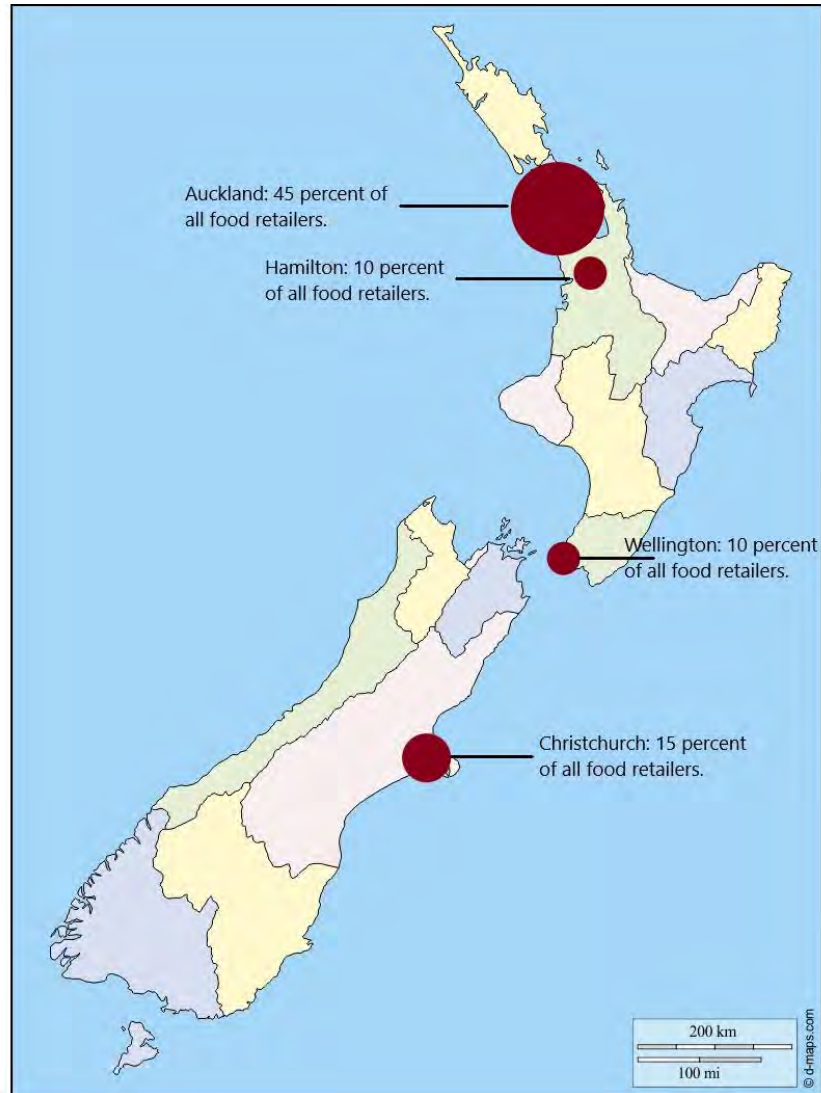 Auckland: 45 percent of
all food retailers.
Hamilton: 10 percent
of all food retailers.
Wellington: 10 percent
of all food retailers.
Christchurch: 15 percent
of all food retailers.
200 km
100 mi
© d-maps.com